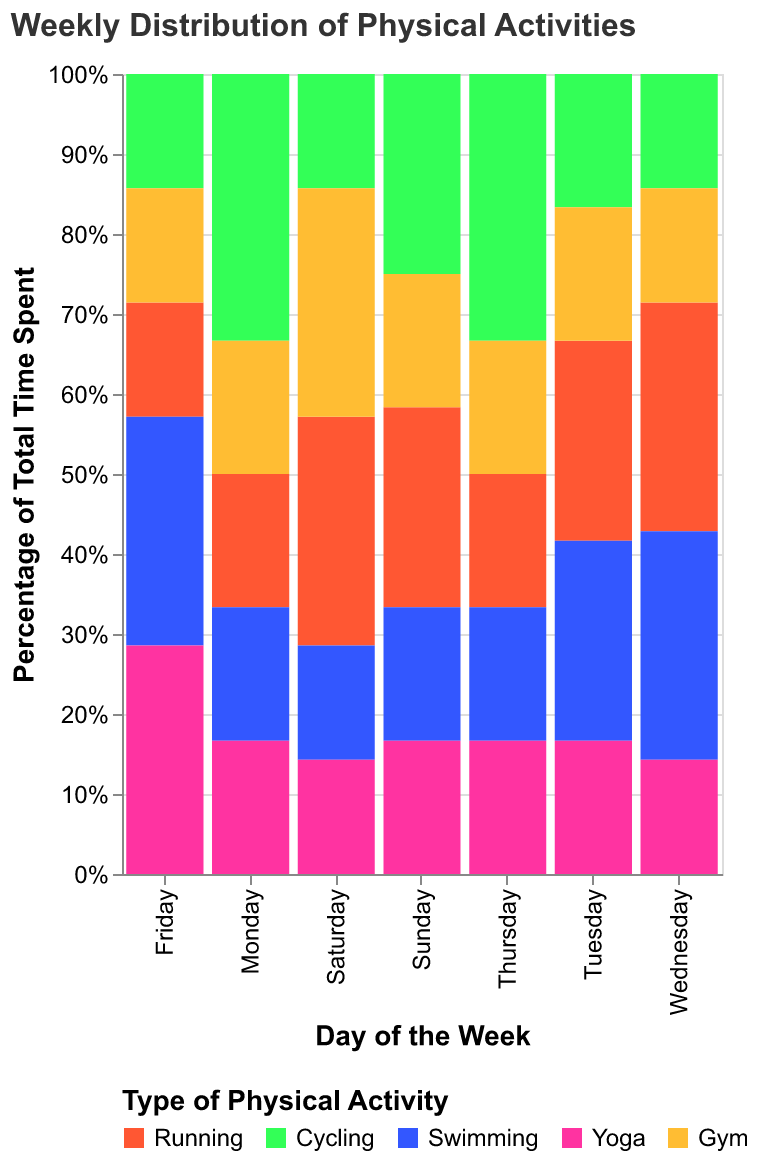 Weekly Distribution of Physical Activities
Percentage of Total Time Spent
100%
90%
80%
70%
60%
50%
40%
30%
20%
10%
0%
Friday
Monday
Saturday
Sunday
Thursday
Tuesday
Wednesday
Day of the Week
Type of Physical Activity
Running Cycling Swimming Yoga Gym